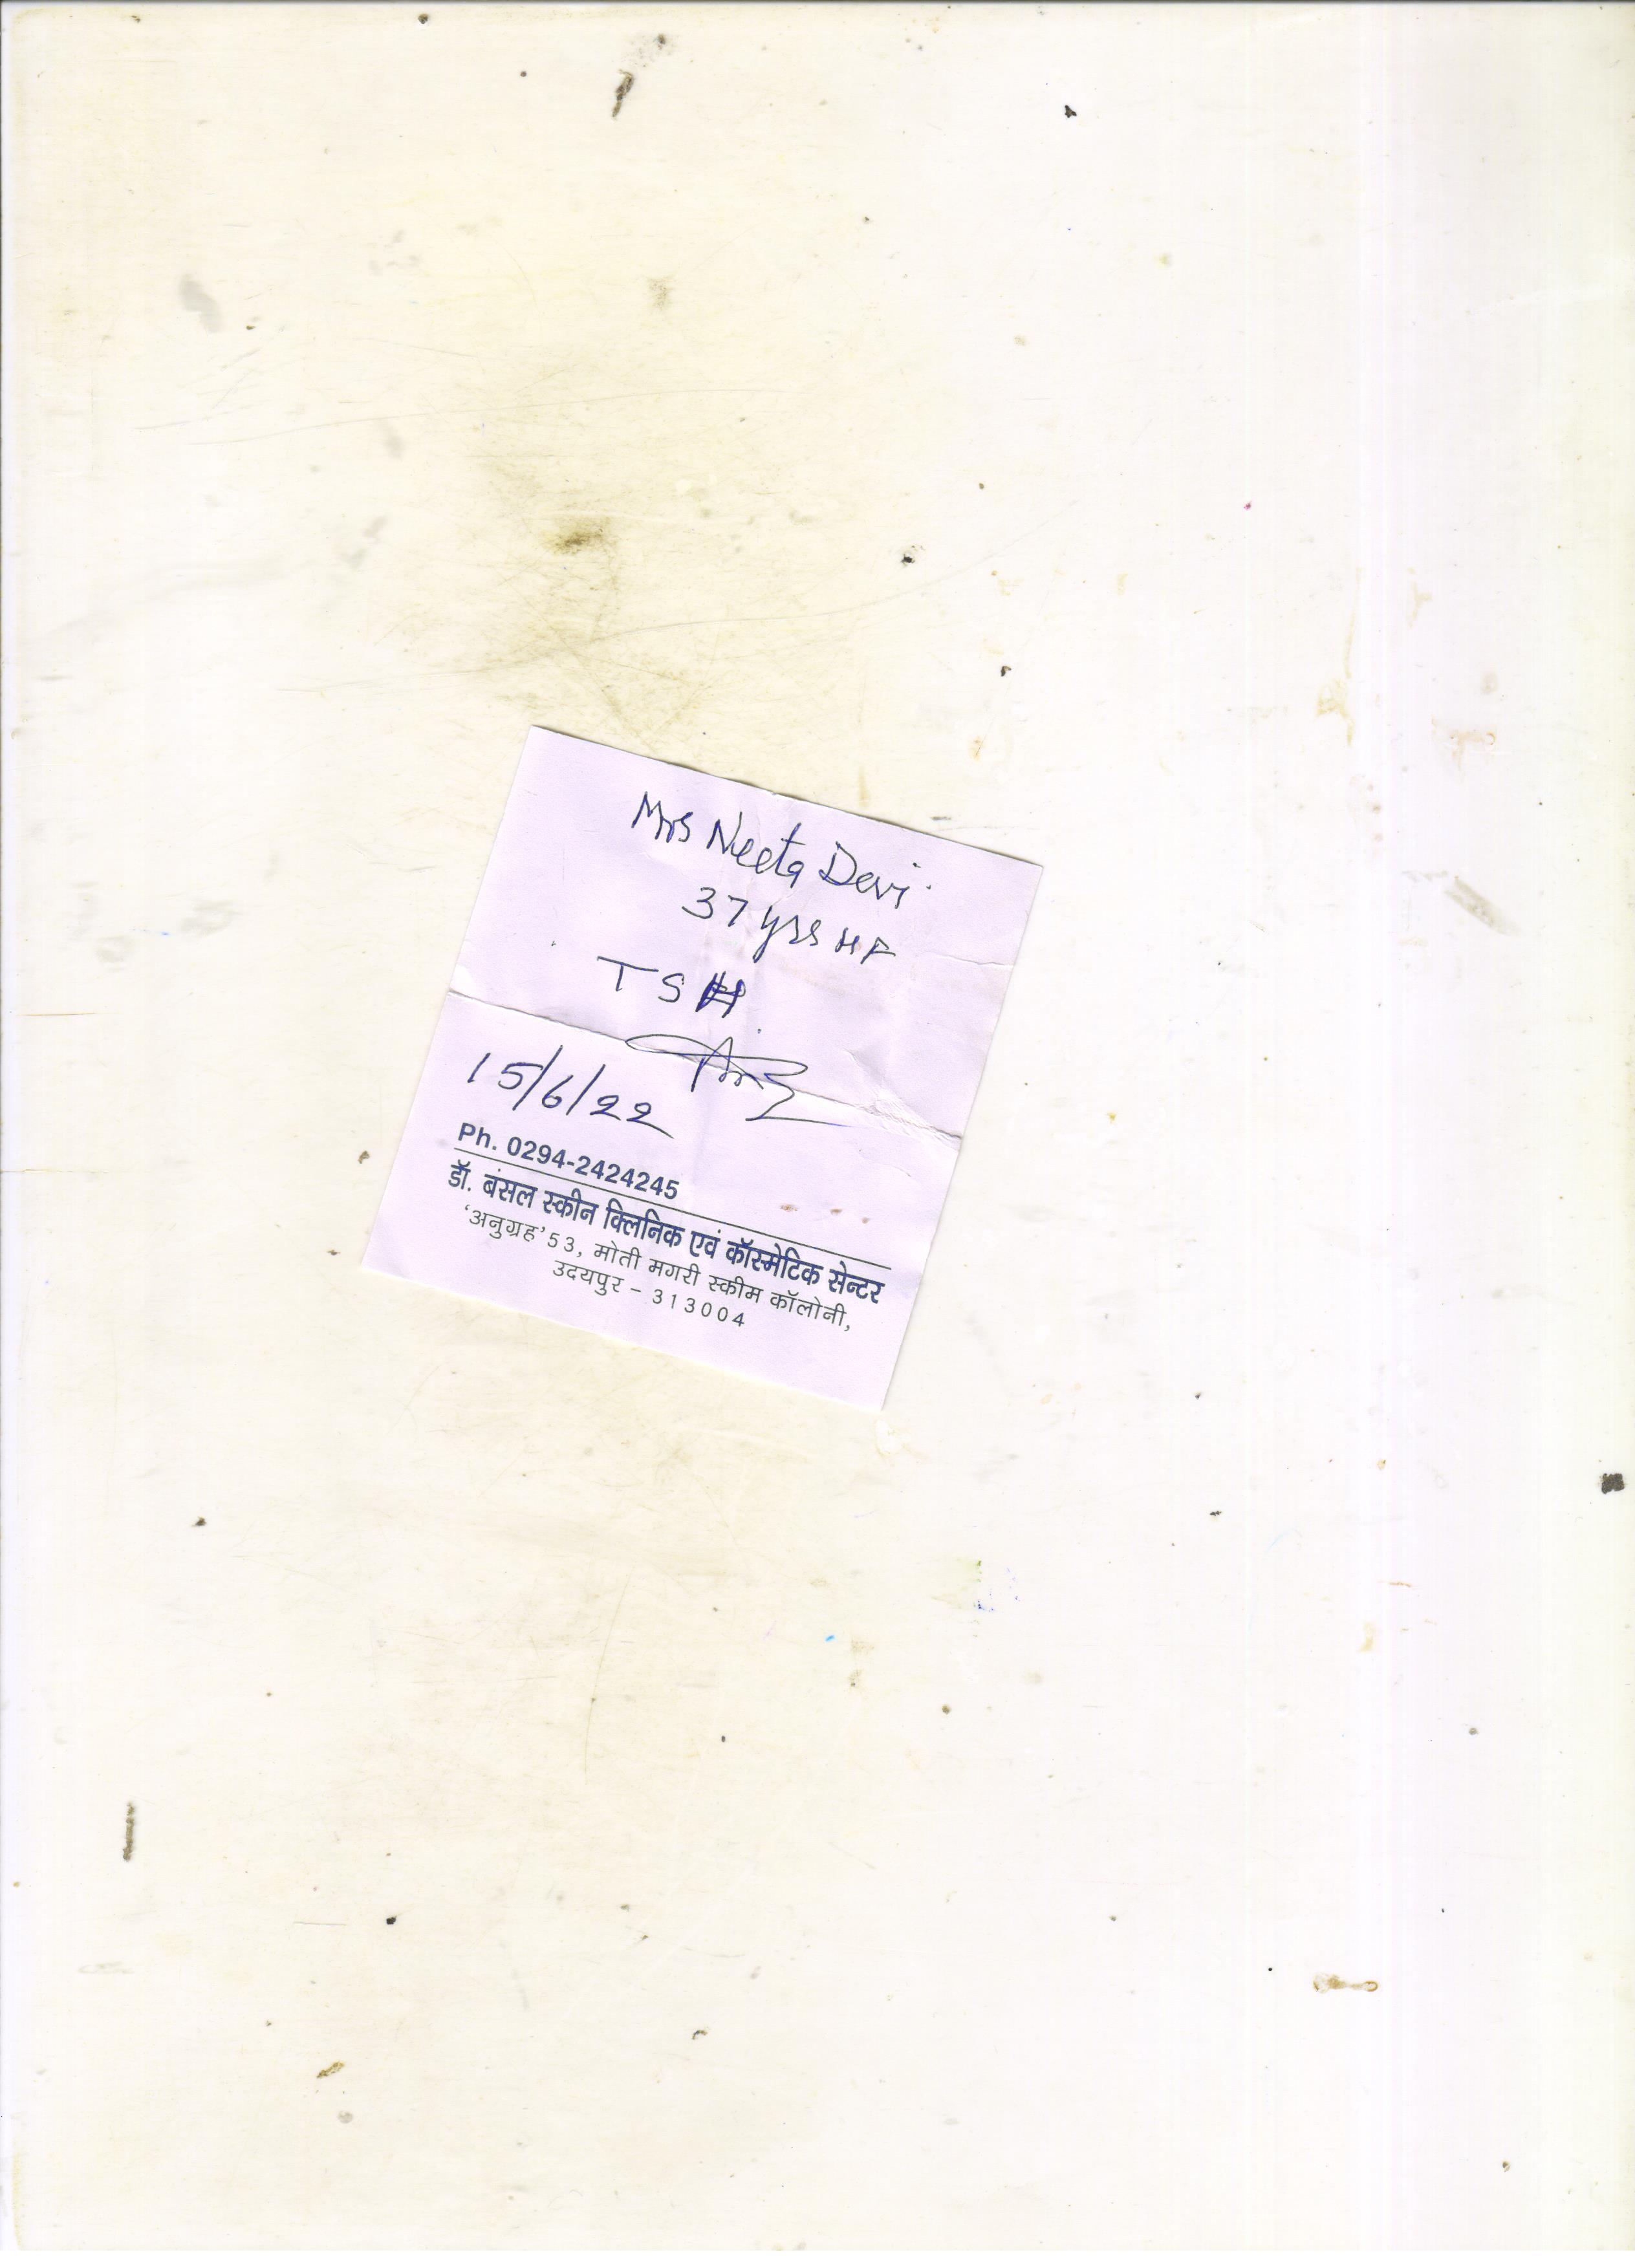 Mrs Neeta Devi
37 yrs H F
TSH
15/6/22
Ph. 0294-2424245
डॉ. बंसल स्कीन क्लिनिक एवं कॉस्मेटिक सेन्टर
'अनुग्रह' 53, मोती मगरी स्कीम कॉलोनी,
उदयपुर - 313004